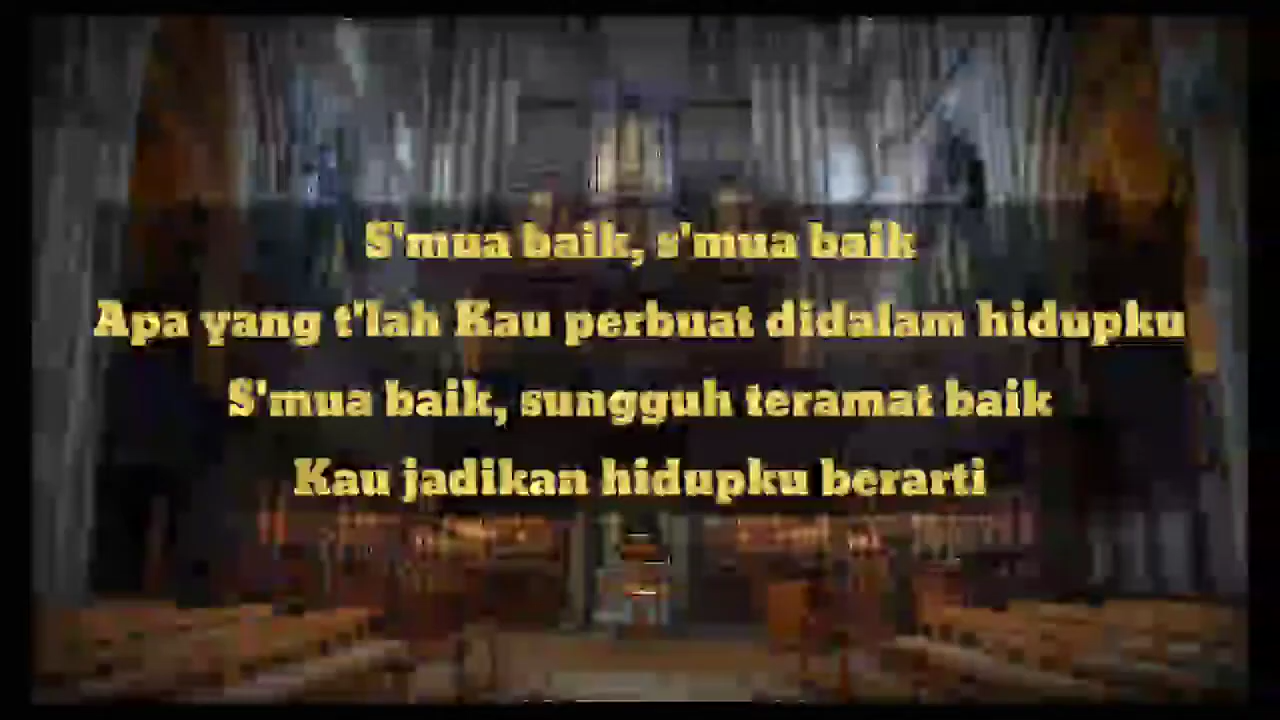 S'mua baik, s'mua baik
Apa yang t'lah Kau perbuat didalam hidupku
S'mua baik, sungguh teramat baik
Kau jadikan hidupku berarti